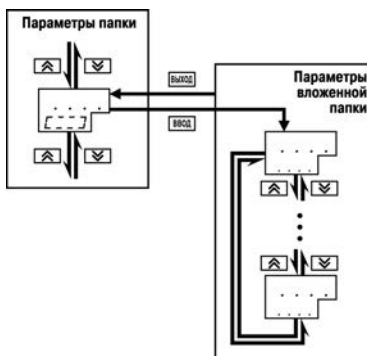 Параметры папки
ВЫХОД
ВВОД
Параметры
вложенной
папки